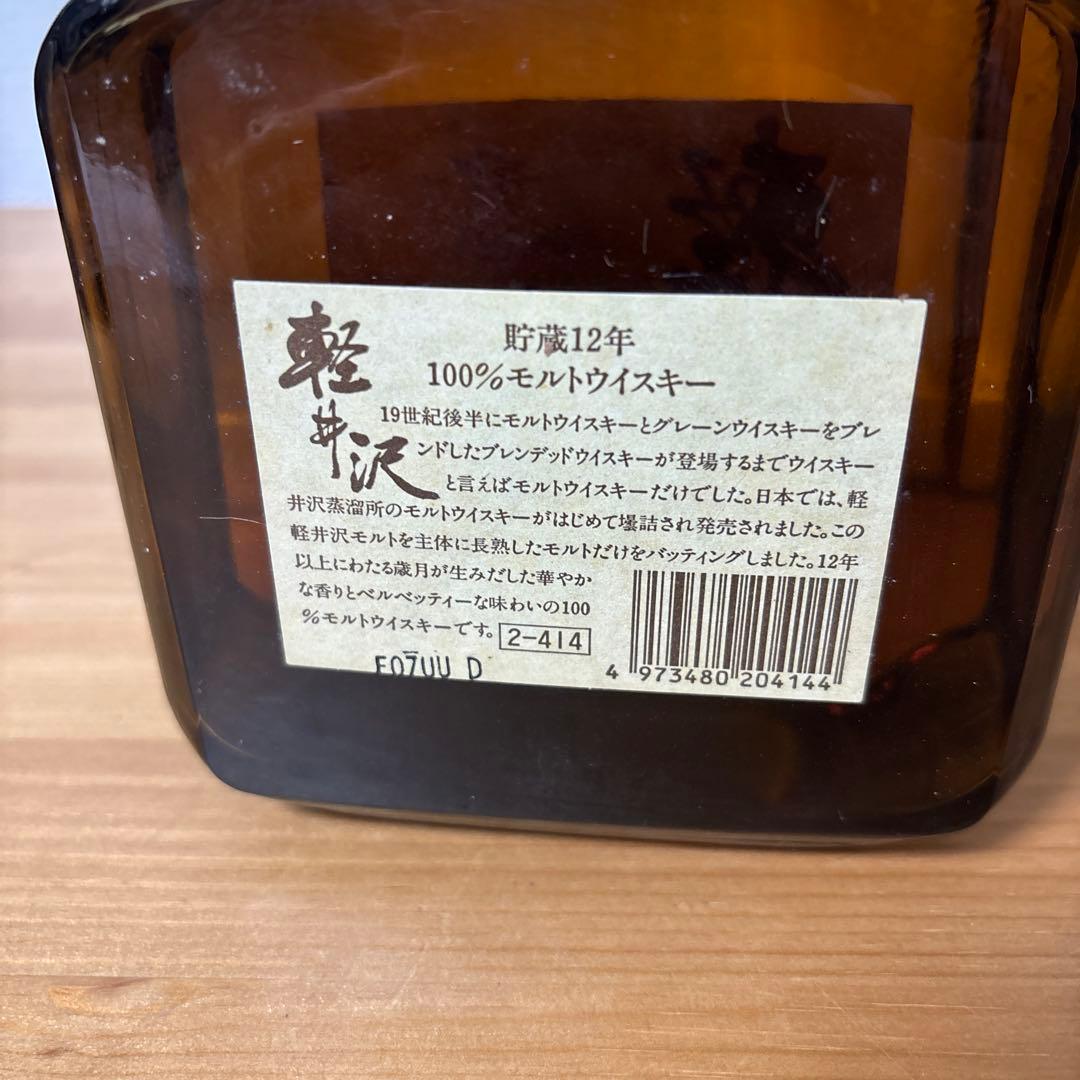 軽井沢
貯蔵12年
100%モルトウイスキー
19世紀後半にモルトウイスキーとグレーンウイスキーをブレ
ンドしたブレンデッドウイスキーが登場するまでウイスキー
と言えばモルトウイスキーだけでした。日本では、軽
井沢蒸溜所のモルトウイスキーがはじめて壜詰され発売されました。この
軽井沢モルトを主体に長熟したモルトだけをバッティングしました。12年
以上にわたる歳月が生みだした華やか
な香りとベルベッティーな味わいの100
%モルトウイスキーです。
2-414
4 973480 204144